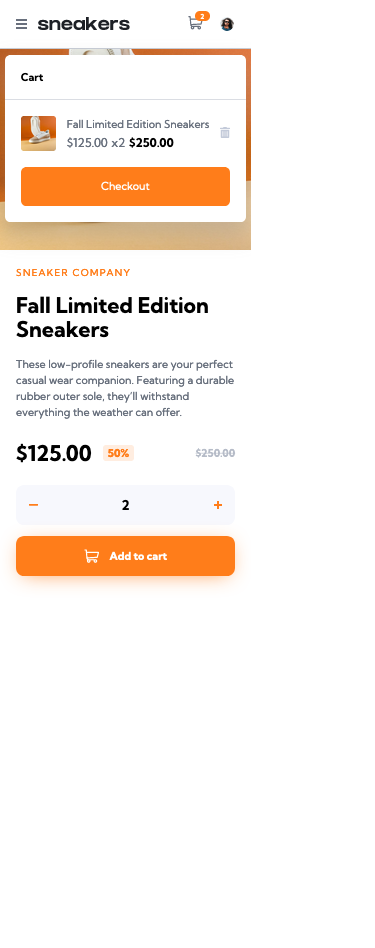 sneakers
2
Cart
Fall Limited Edition Sneakers
$125.00 x2 $250.00
Checkout
SNEAKER COMPANY
Fall Limited Edition
Sneakers
These low-profile sneakers are your perfect
casual wear companion. Featuring a durable
rubber outer sole, they'll withstand
everything the weather can offer.
$125.00 50% $250.00
− 2 +
Add to cart